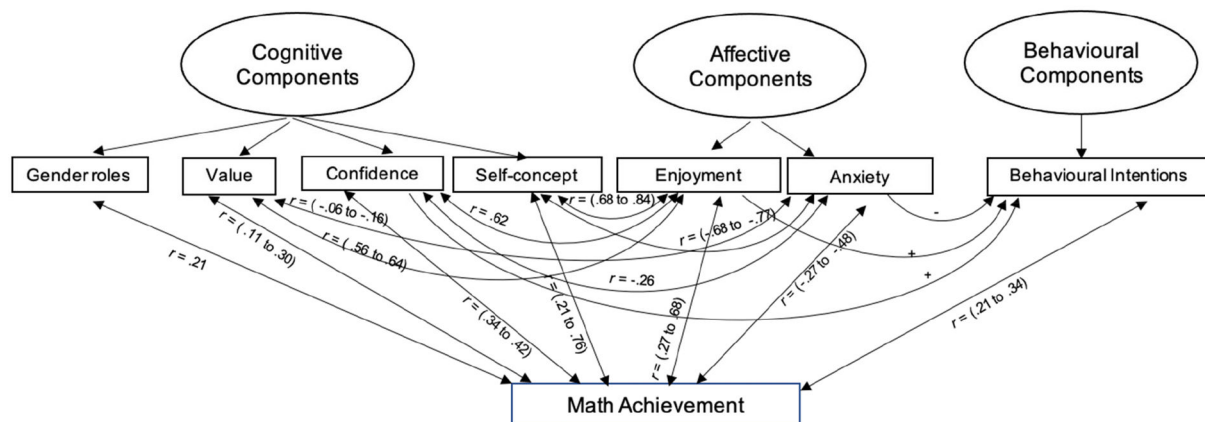 Cognitive
Components
Affective
Components
Behavioural
Components
Gender roles
Value
Confidence
Self-concept
Enjoyment
Anxiety
Behavioural Intentions
r = (.68 to .84)
r = (-.06 to -.16)
r = .62
r = (-.68 to -.77)
-
r = (.11 to .30)
r = (.56 to .64)
r = .21
r = -.26
+
+
r = (-.27 to -.48)
r = (.34 to .42)
r = (.21 to .76)
r = (.27 to .68)
r = (.21 to .34)
Math Achievement